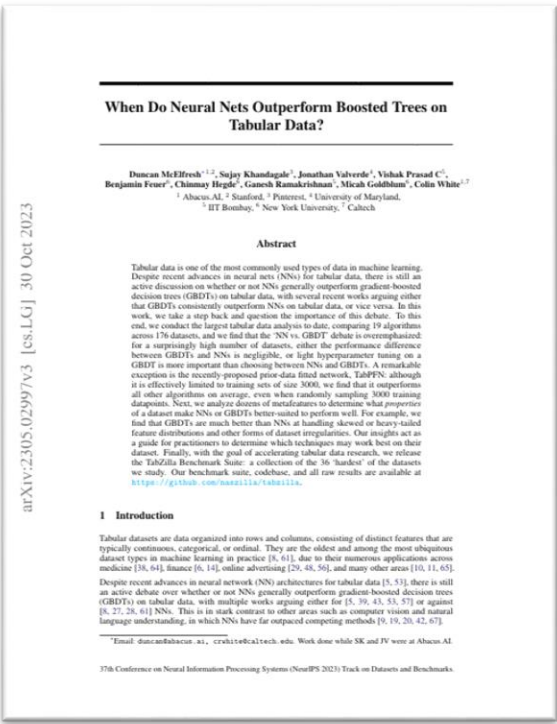 When Do Neural Nets Outperform Boosted Trees on
Tabular Data?
Duncan McElfresh*1,2, Sujay Khandagale3, Jonathan Valverde4, Vishak Prasad C5,
Benjamin Feuer6, Chinmay Hegde6, Ganesh Ramakrishnan5, Micah Goldblum6, Colin White1,7
1 Abacus.AI, 2 Stanford, 3 Pinterest, 4 University of Maryland,
5 IIT Bombay, 6 New York University, 7 Caltech
Abstract
Tabular data is one of the most commonly used types of data in machine learning.
Despite recent advances in neural nets (NNs) for tabular data, there is still an
active discussion on whether or not NNs generally outperform gradient-boosted
decision trees (GBDTs) on tabular data, with several recent works arguing either
that GBDTs consistently outperform NNs on tabular data, or vice versa. In this
work, we take a step back and question the importance of this debate. To this
end, we conduct the largest tabular data analysis to date, comparing 19 algorithms
across 176 datasets, and we find that the 'NN vs. GBDT' debate is overemphasized:
for a surprisingly high number of datasets, either the performance difference
between GBDTs and NNs is negligible, or light hyperparameter tuning on a
GBDT is more important than choosing between NNs and GBDTs. A remarkable
exception is the recently-proposed prior-data fitted network, TabPFN: although
it is effectively limited to training sets of size 3000, we find that it outperforms
all other algorithms on average, even when randomly sampling 3000 training
datapoints. Next, we analyze dozens of metafeatures to determine what properties
of a dataset make NNs or GBDTs better-suited to perform well. For example, we
find that GBDTs are much better than NNs at handling skewed or heavy-tailed
feature distributions and other forms of dataset irregularities. Our insights act as
a guide for practitioners to determine which techniques may work best on their
dataset. Finally, with the goal of accelerating tabular data research, we release
the TabZilla Benchmark Suite: a collection of the 36 'hardest' of the datasets
we study. Our benchmark suite, codebase, and all raw results are available at
https://github.com/naszilla/tabzilla.
1 Introduction
Tabular datasets are data organized into rows and columns, consisting of distinct features that are
typically continuous, categorical, or ordinal. They are the oldest and among the most ubiquitous
dataset types in machine learning in practice [8, 61], due to their numerous applications across
medicine [38, 64], finance [6, 14], online advertising [29, 48, 56], and many other areas [10, 11, 65].
Despite recent advances in neural network (NN) architectures for tabular data [5, 53], there is still
an active debate over whether or not NNs generally outperform gradient-boosted decision trees
(GBDTs) on tabular data, with multiple works arguing either for [5, 39, 43, 53, 57] or against
[8, 27, 28, 61] NNs. This is in stark contrast to other areas such as computer vision and natural
language understanding, in which NNs have far outpaced competing methods [9, 19, 20, 42, 67].
*Email: duncan@abacus.ai, crwhite@caltech.edu. Work done while SK and JV were at Abacus.AI.
37th Conference on Neural Information Processing Systems (NeurIPS 2023) Track on Datasets and Benchmarks.
arXiv:2305.02997v3 [cs.LG] 30 Oct 2023